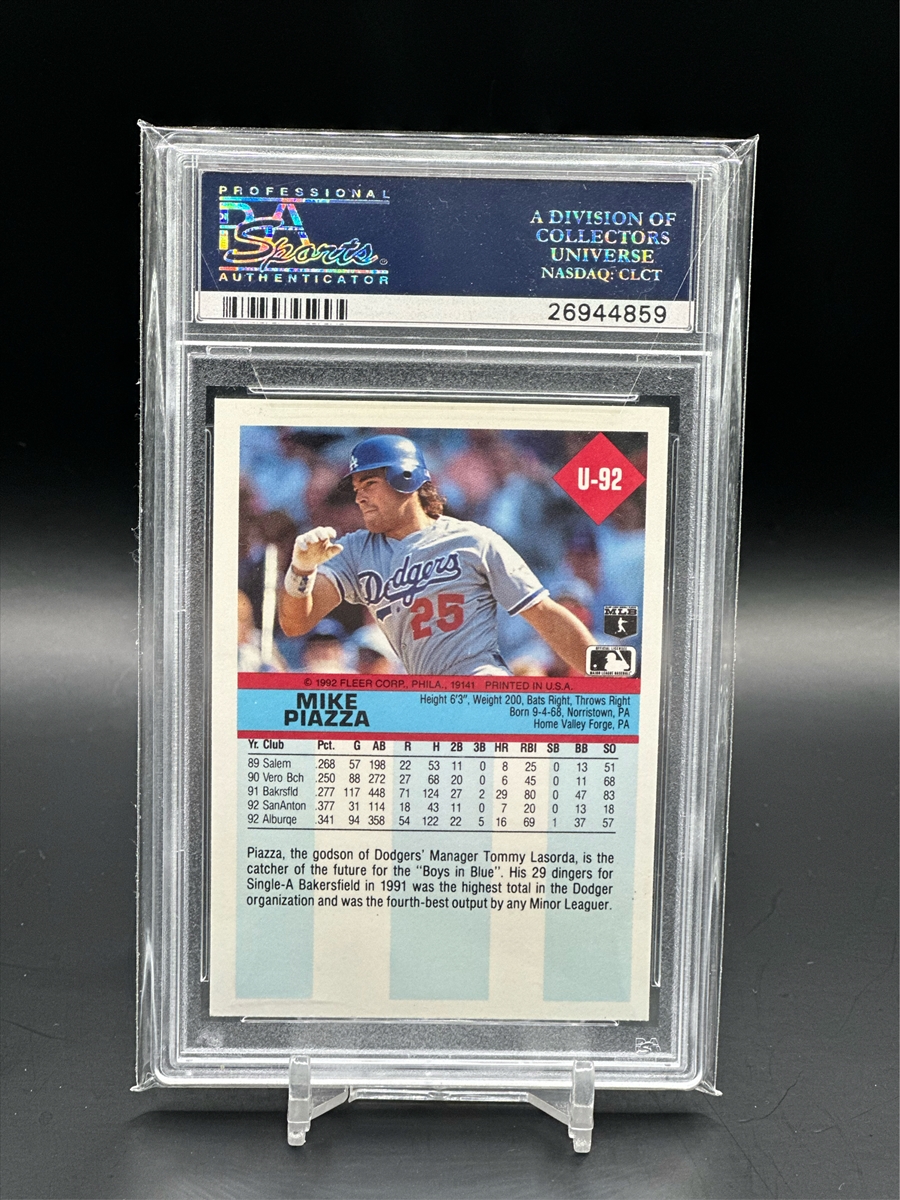 PROFESSIONAL
PSA
Sports®
AUTHENTICATOR
A DIVISION OF
COLLECTORS
UNIVERSE
NASDAQ: CLCT
26944859
U-92
LA
Dodgers
25
MLB
MAJOR LEAGUE BASEBALL
© 1992 FLEER CORP., PHILA., 19141 PRINTED IN U.S.A.
MIKE
PIAZZA
Height 6'3", Weight 200, Bats Right, Throws Right
Born 9-4-68, Norristown, PA
Home Valley Forge, PA
Yr. Club Pct. G AB R H 2B 3B HR RBI SB BB SO
89 Salem .268 57 198 22 53 11 0 8 25 0 13 51
90 Vero Bch .250 88 272 27 68 20 0 6 45 0 11 68
91 Bakrsfld .277 117 448 71 124 27 2 29 80 0 47 83
92 SanAnton .377 31 114 18 43 11 0 7 20 0 13 18
92 Alburqe .341 94 358 54 122 22 5 16 69 1 37 57
Piazza, the godson of Dodgers' Manager Tommy Lasorda, is the
catcher of the future for the "Boys in Blue". His 29 dingers for
Single-A Bakersfield in 1991 was the highest total in the Dodger
organization and was the fourth-best output by any Minor Leaguer.
PSA